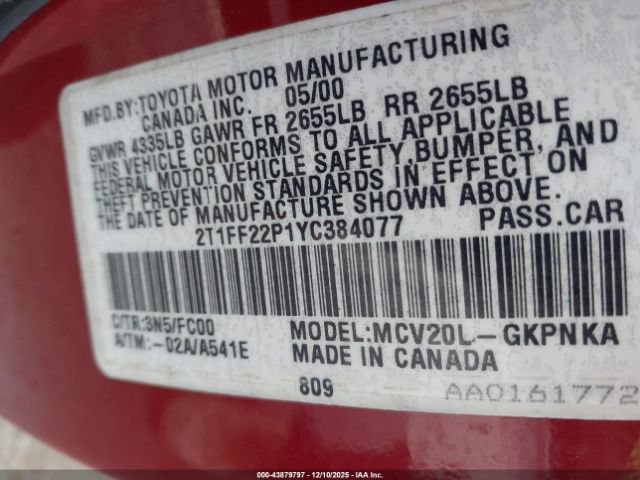 MFD.BY:TOYOTA MOTOR MANUFACTURING
CANADA INC. 05/00
GVWR 4335LB GAWR FR 2655LB RR 2655LB
THIS VEHICLE CONFORMS TO ALL APPLICABLE
FEDERAL MOTOR VEHICLE SAFETY,BUMPER, AND
THEFT PREVENTION STANDARDS IN EFFECT ON
THE DATE OF MANUFACTURE SHOWN ABOVE.
2T1FF22P1YC384077 PASS.CAR
C/TR:3N5/FC00 MODEL:MCV20L-GKPNKA
A/TM:-02A/A541E MADE IN CANADA
809 AA0161772
000-43879797 - 12/10/2025 - IAAI, Inc.